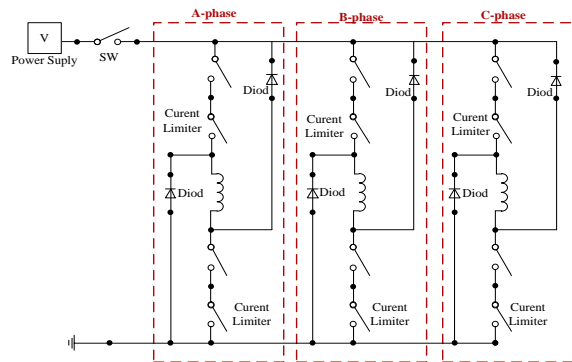 A-phase
B-phase
C-phase
V
Power Suply
SW
Diod
Diod
Diod
Curent
Limiter
Curent
Limiter
Curent
Limiter
Diod
Diod
Diod
Curent
Limiter
Curent
Limiter
Curent
Limiter